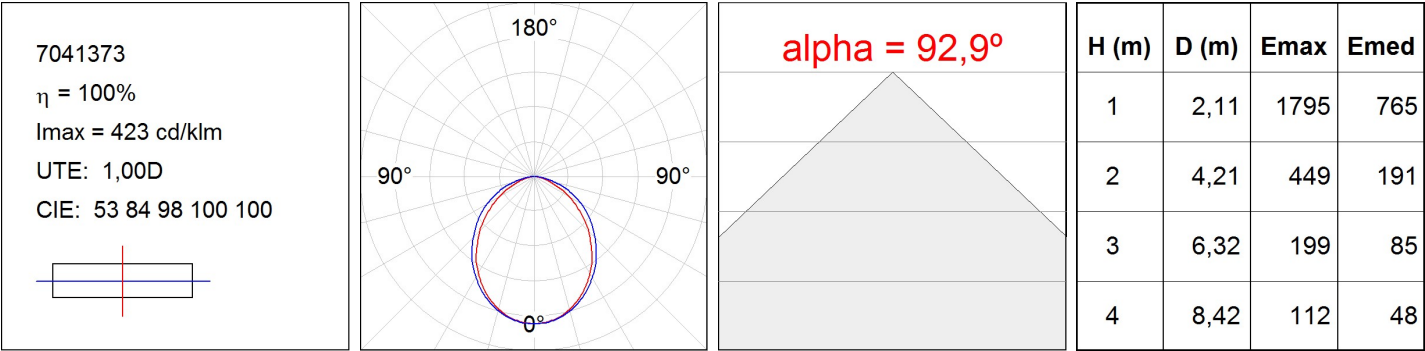 7041373
η = 100%
Imax = 423 cd/klm
UTE: 1,00D
CIE: 53 84 98 100 100
180°
90° 90°
0°
alpha = 92,9º
H (m) D (m) Emax Emed
1 2,11 1795 765
2 4,21 449 191
3 6,32 199 85
4 8,42 112 48